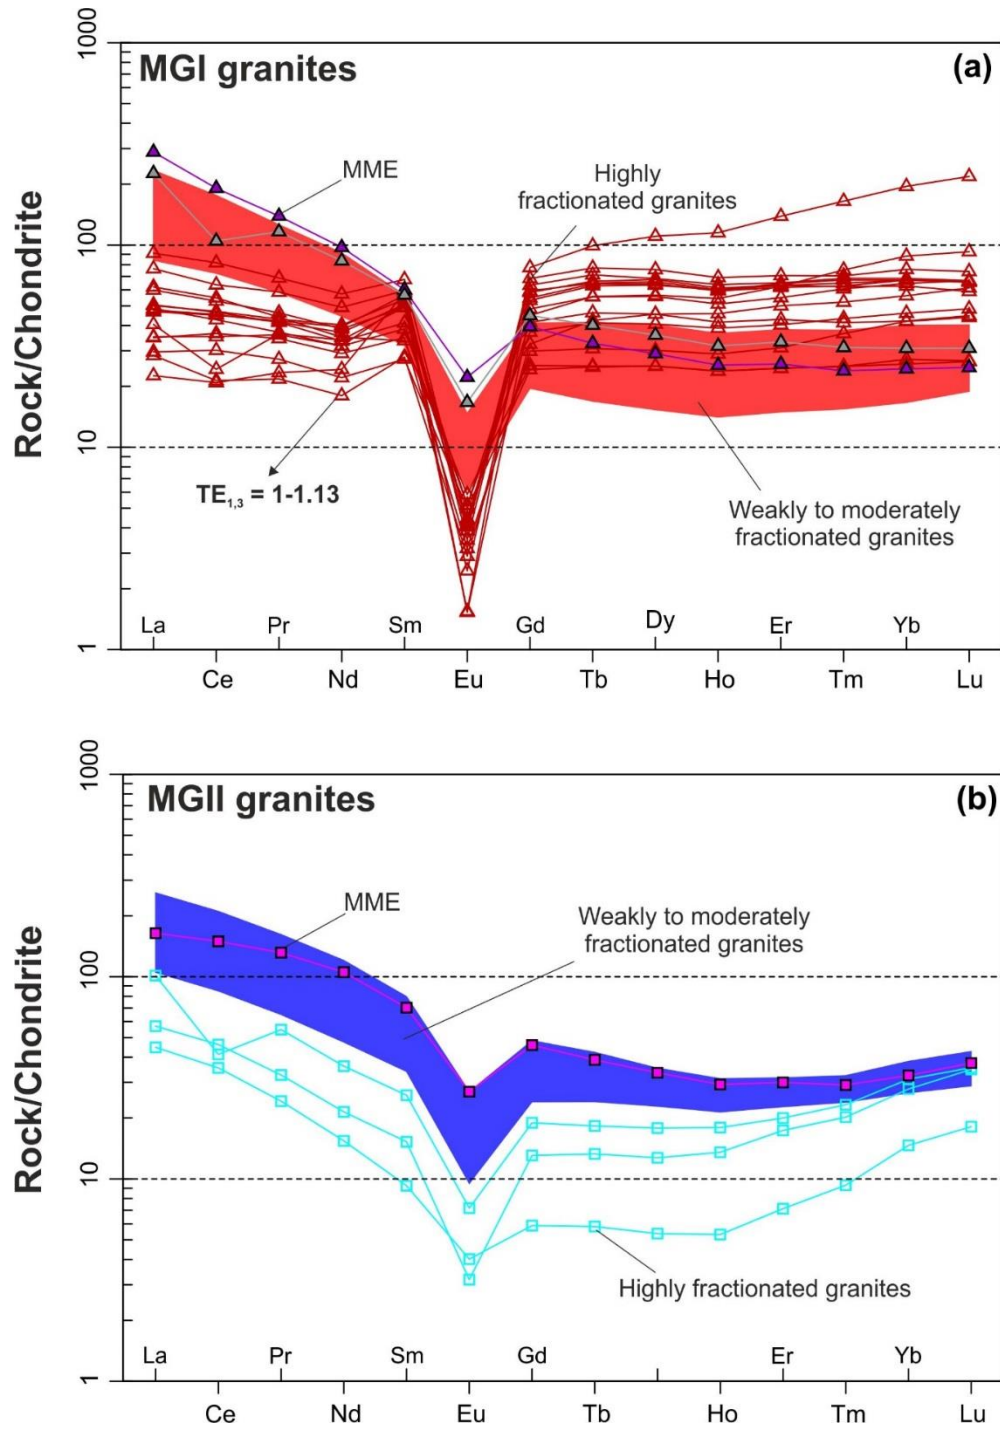 MGI granites
(a)
1000
100
10
1
Rock/Chondrite
MME
Highly
fractionated granites
TE1,3 = 1-1.13
Weakly to moderately
fractionated granites
La
Pr
Sm
Gd
Dy
Er
Yb
Ce
Nd
Eu
Tb
Ho
Tm
Lu
MGII granites
(b)
1000
100
10
1
Rock/Chondrite
MME
Weakly to moderately
fractionated granites
Highly fractionated granites
La
Pr
Sm
Gd
Er
Yb
Ce
Nd
Eu
Tb
Ho
Tm
Lu